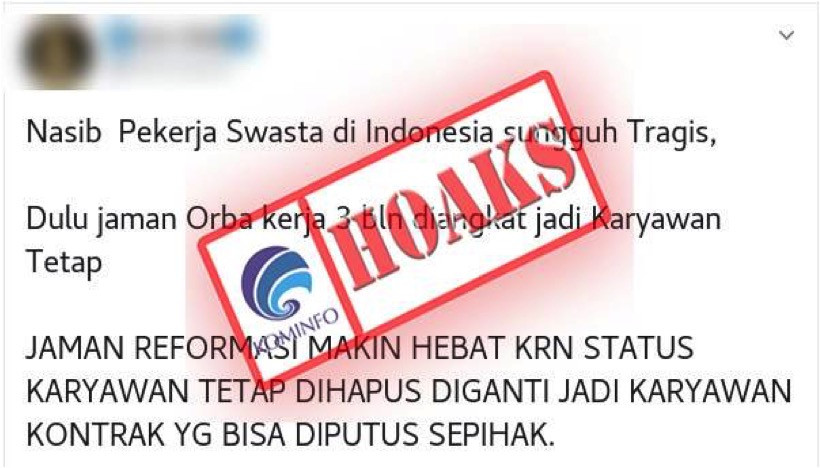 Nasib Pekerja Swasta di Indonesia sungguh Tragis,
Dulu jaman Orba kerja 3 bln diangkat jadi Karyawan
Tetap
JAMAN REFORMASI MAKIN HEBAT KRN STATUS
KARYAWAN TETAP DIHAPUS DIGANTI JADI KARYAWAN
KONTRAK YG BISA DIPUTUS SEPIHAK.
HOAKS
KOMINFO